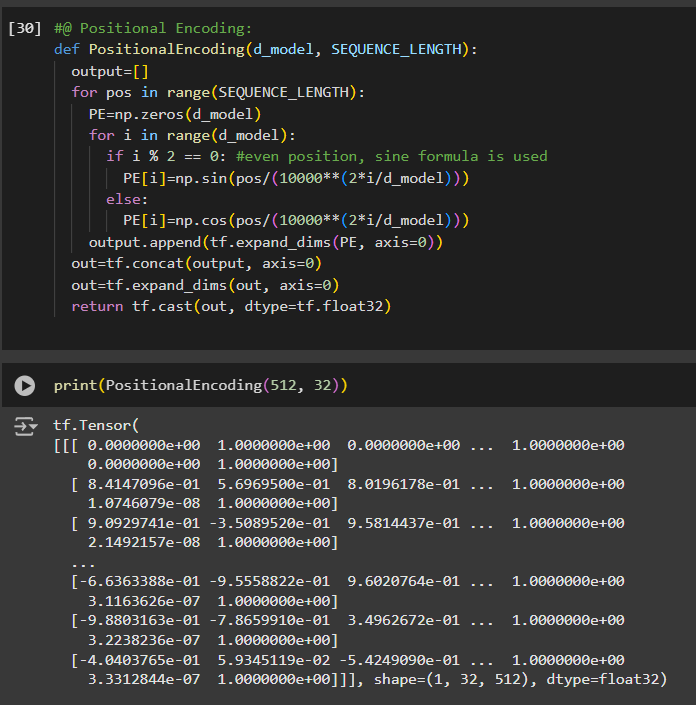 [30] #@ Positional Encoding:
def PositionalEncoding(d_model, SEQUENCE_LENGTH):
output=[]
for pos in range(SEQUENCE_LENGTH):
PE=np.zeros(d_model)
for i in range(d_model):
if i % 2 == 0: #even position, sine formula is used
PE[i]=np.sin(pos/(10000**(2*i/d_model)))
else:
PE[i]=np.cos(pos/(10000**(2*i/d_model)))
output.append(tf.expand_dims(PE, axis=0))
out=tf.concat(output, axis=0)
out=tf.expand_dims(out, axis=0)
return tf.cast(out, dtype=tf.float32)
print(PositionalEncoding(512, 32))
tf.Tensor(
[[[ 0.0000000e+00 1.0000000e+00 0.0000000e+00 ... 1.0000000e+00
0.0000000e+00 1.0000000e+00]
[ 8.4147096e-01 5.6969501e-01 8.0196178e-01 ... 1.0000000e+00
1.0746079e-08 1.0000000e+00]
[ 9.0929741e-01 -3.5089520e-01 9.5814437e-01 ... 1.0000000e+00
2.1492157e-08 1.0000000e+00]
...
[-6.6363388e-01 -9.5558822e-01 9.6020764e-01 ... 1.0000000e+00
3.1163626e-07 1.0000000e+00]
[-9.8803163e-01 -7.8659910e-01 3.4962672e-01 ... 1.0000000e+00
3.2238236e-07 1.0000000e+00]
[-4.0403765e-01 5.9345119e-02 -5.4249090e-01 ... 1.0000000e+00
3.3312844e-07 1.0000000e+00]]], shape=(1, 32, 512), dtype=float32)